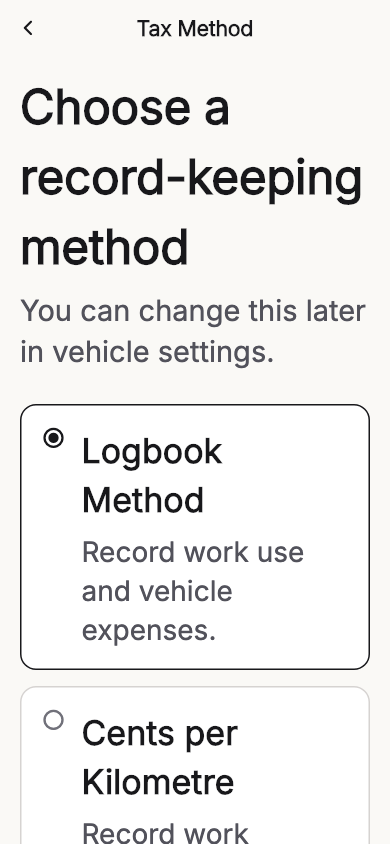 Tax Method
Choose a
record-keeping
method
You can change this later
in vehicle settings.
Logbook
Method
Record work use
and vehicle
expenses.
Cents per
Kilometre
Record work